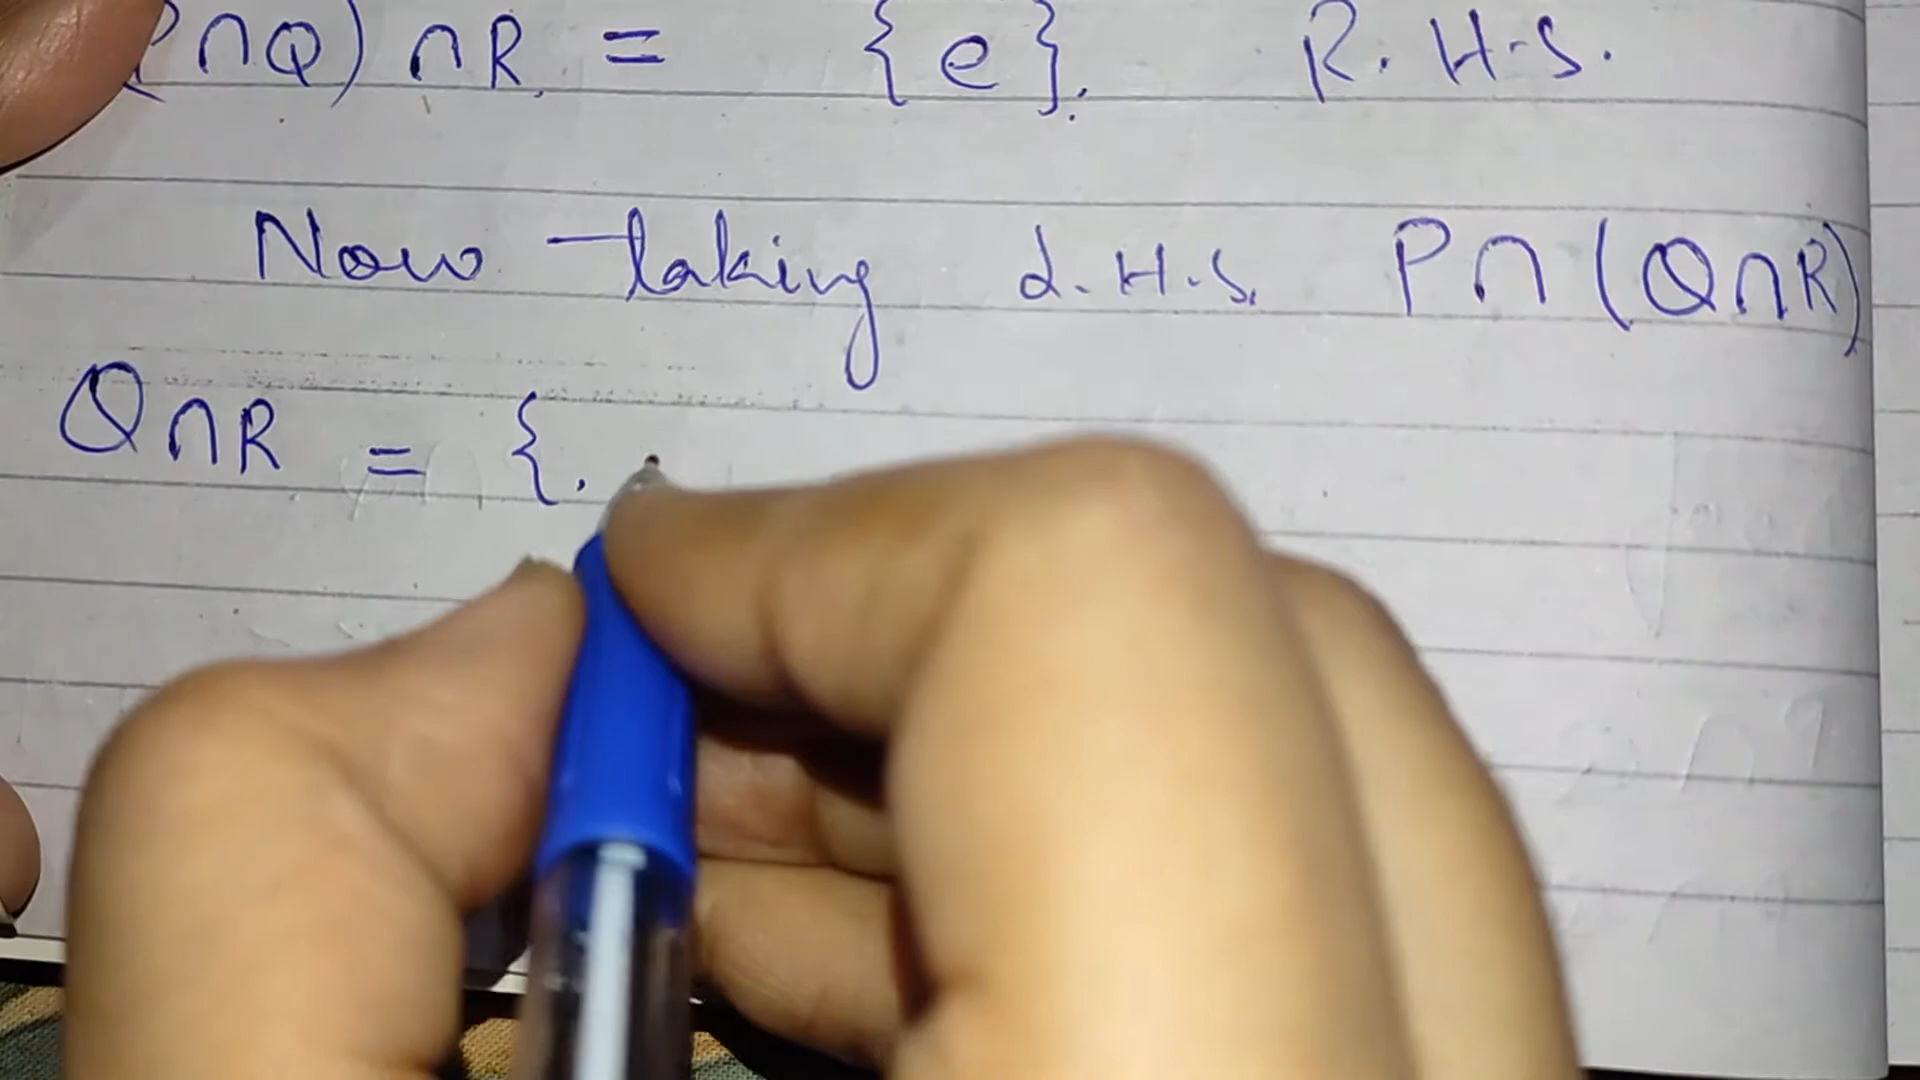 P∩Q) ∩R = {e}. R.H.S.
Now taking L.H.S. P∩(Q∩R)
Q∩R = {.